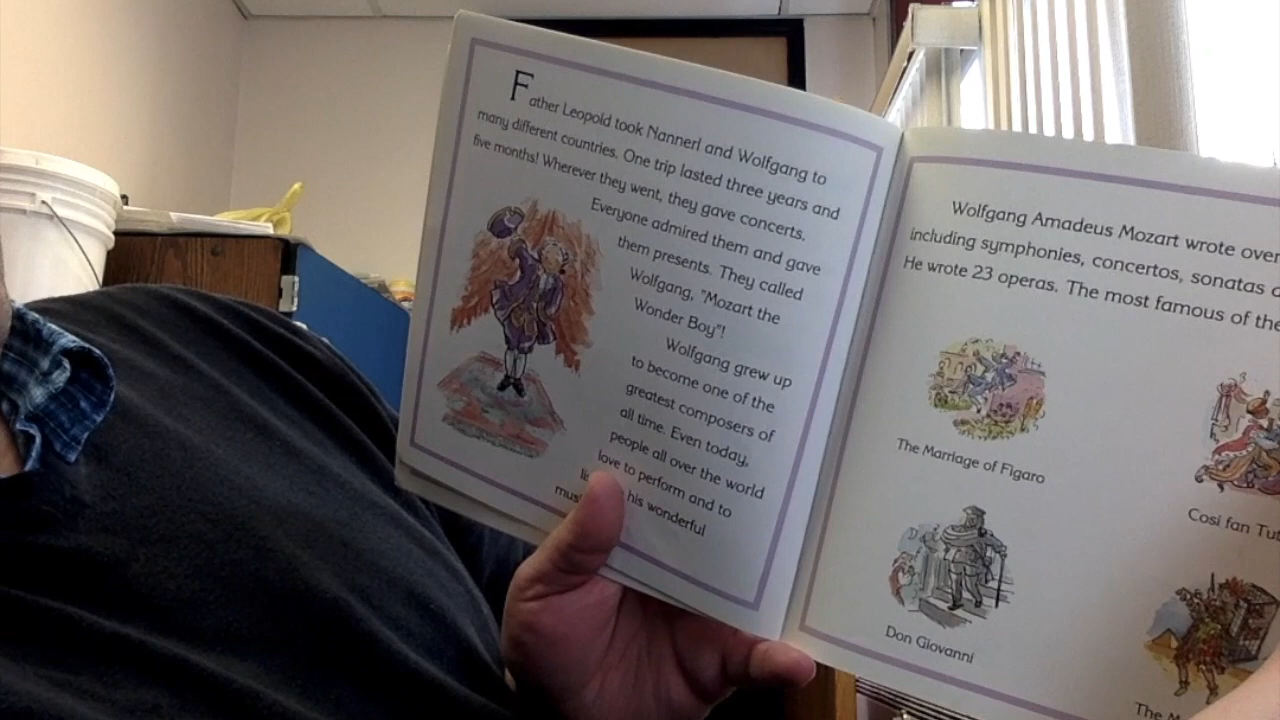 Father Leopold took Nannerl and Wolfgang to
many different countries. One trip lasted three years and
five months! Wherever they went, they gave concerts.
Everyone admired them and gave
them presents. They called
Wolfgang, "Mozart the
Wonder Boy"!
Wolfgang grew up
to become one of the
greatest composers of
all time. Even today,
people all over the world
love to perform and to
his wonderful
Wolfgang Amadeus Mozart wrote over
including symphonies, concertos, sonatas
He wrote 23 operas. The most famous of
The Marriage of Figaro
Cosi fan
Don Giovanni
The